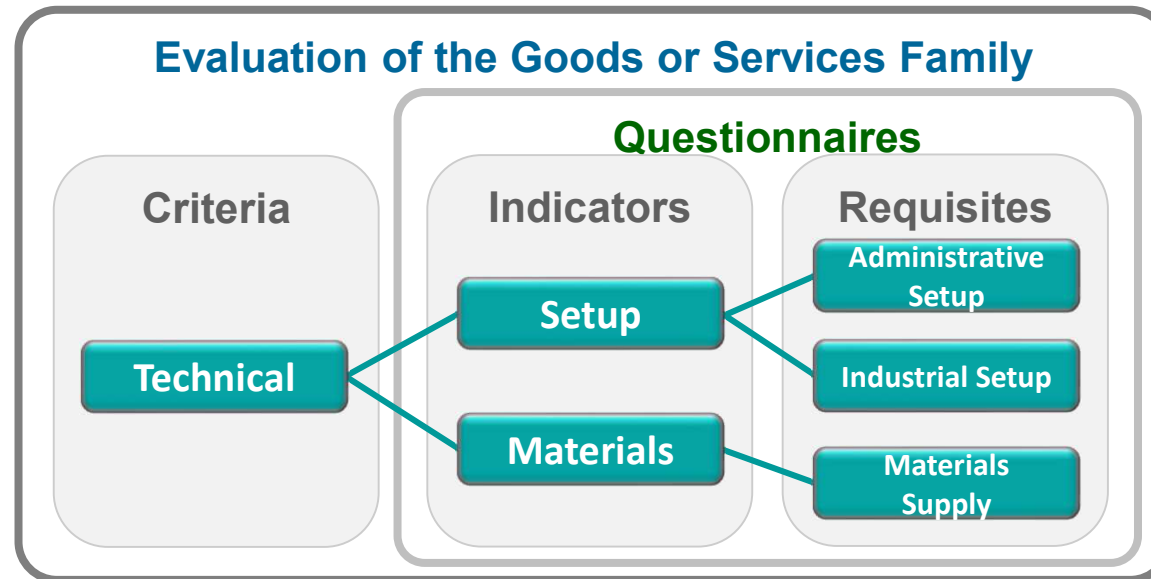 Evaluation of the Goods or Services Family
Questionnaires
Criteria
Indicators
Requisites
Technical
Setup
Materials
Administrative
Setup
Industrial Setup
Materials
Supply